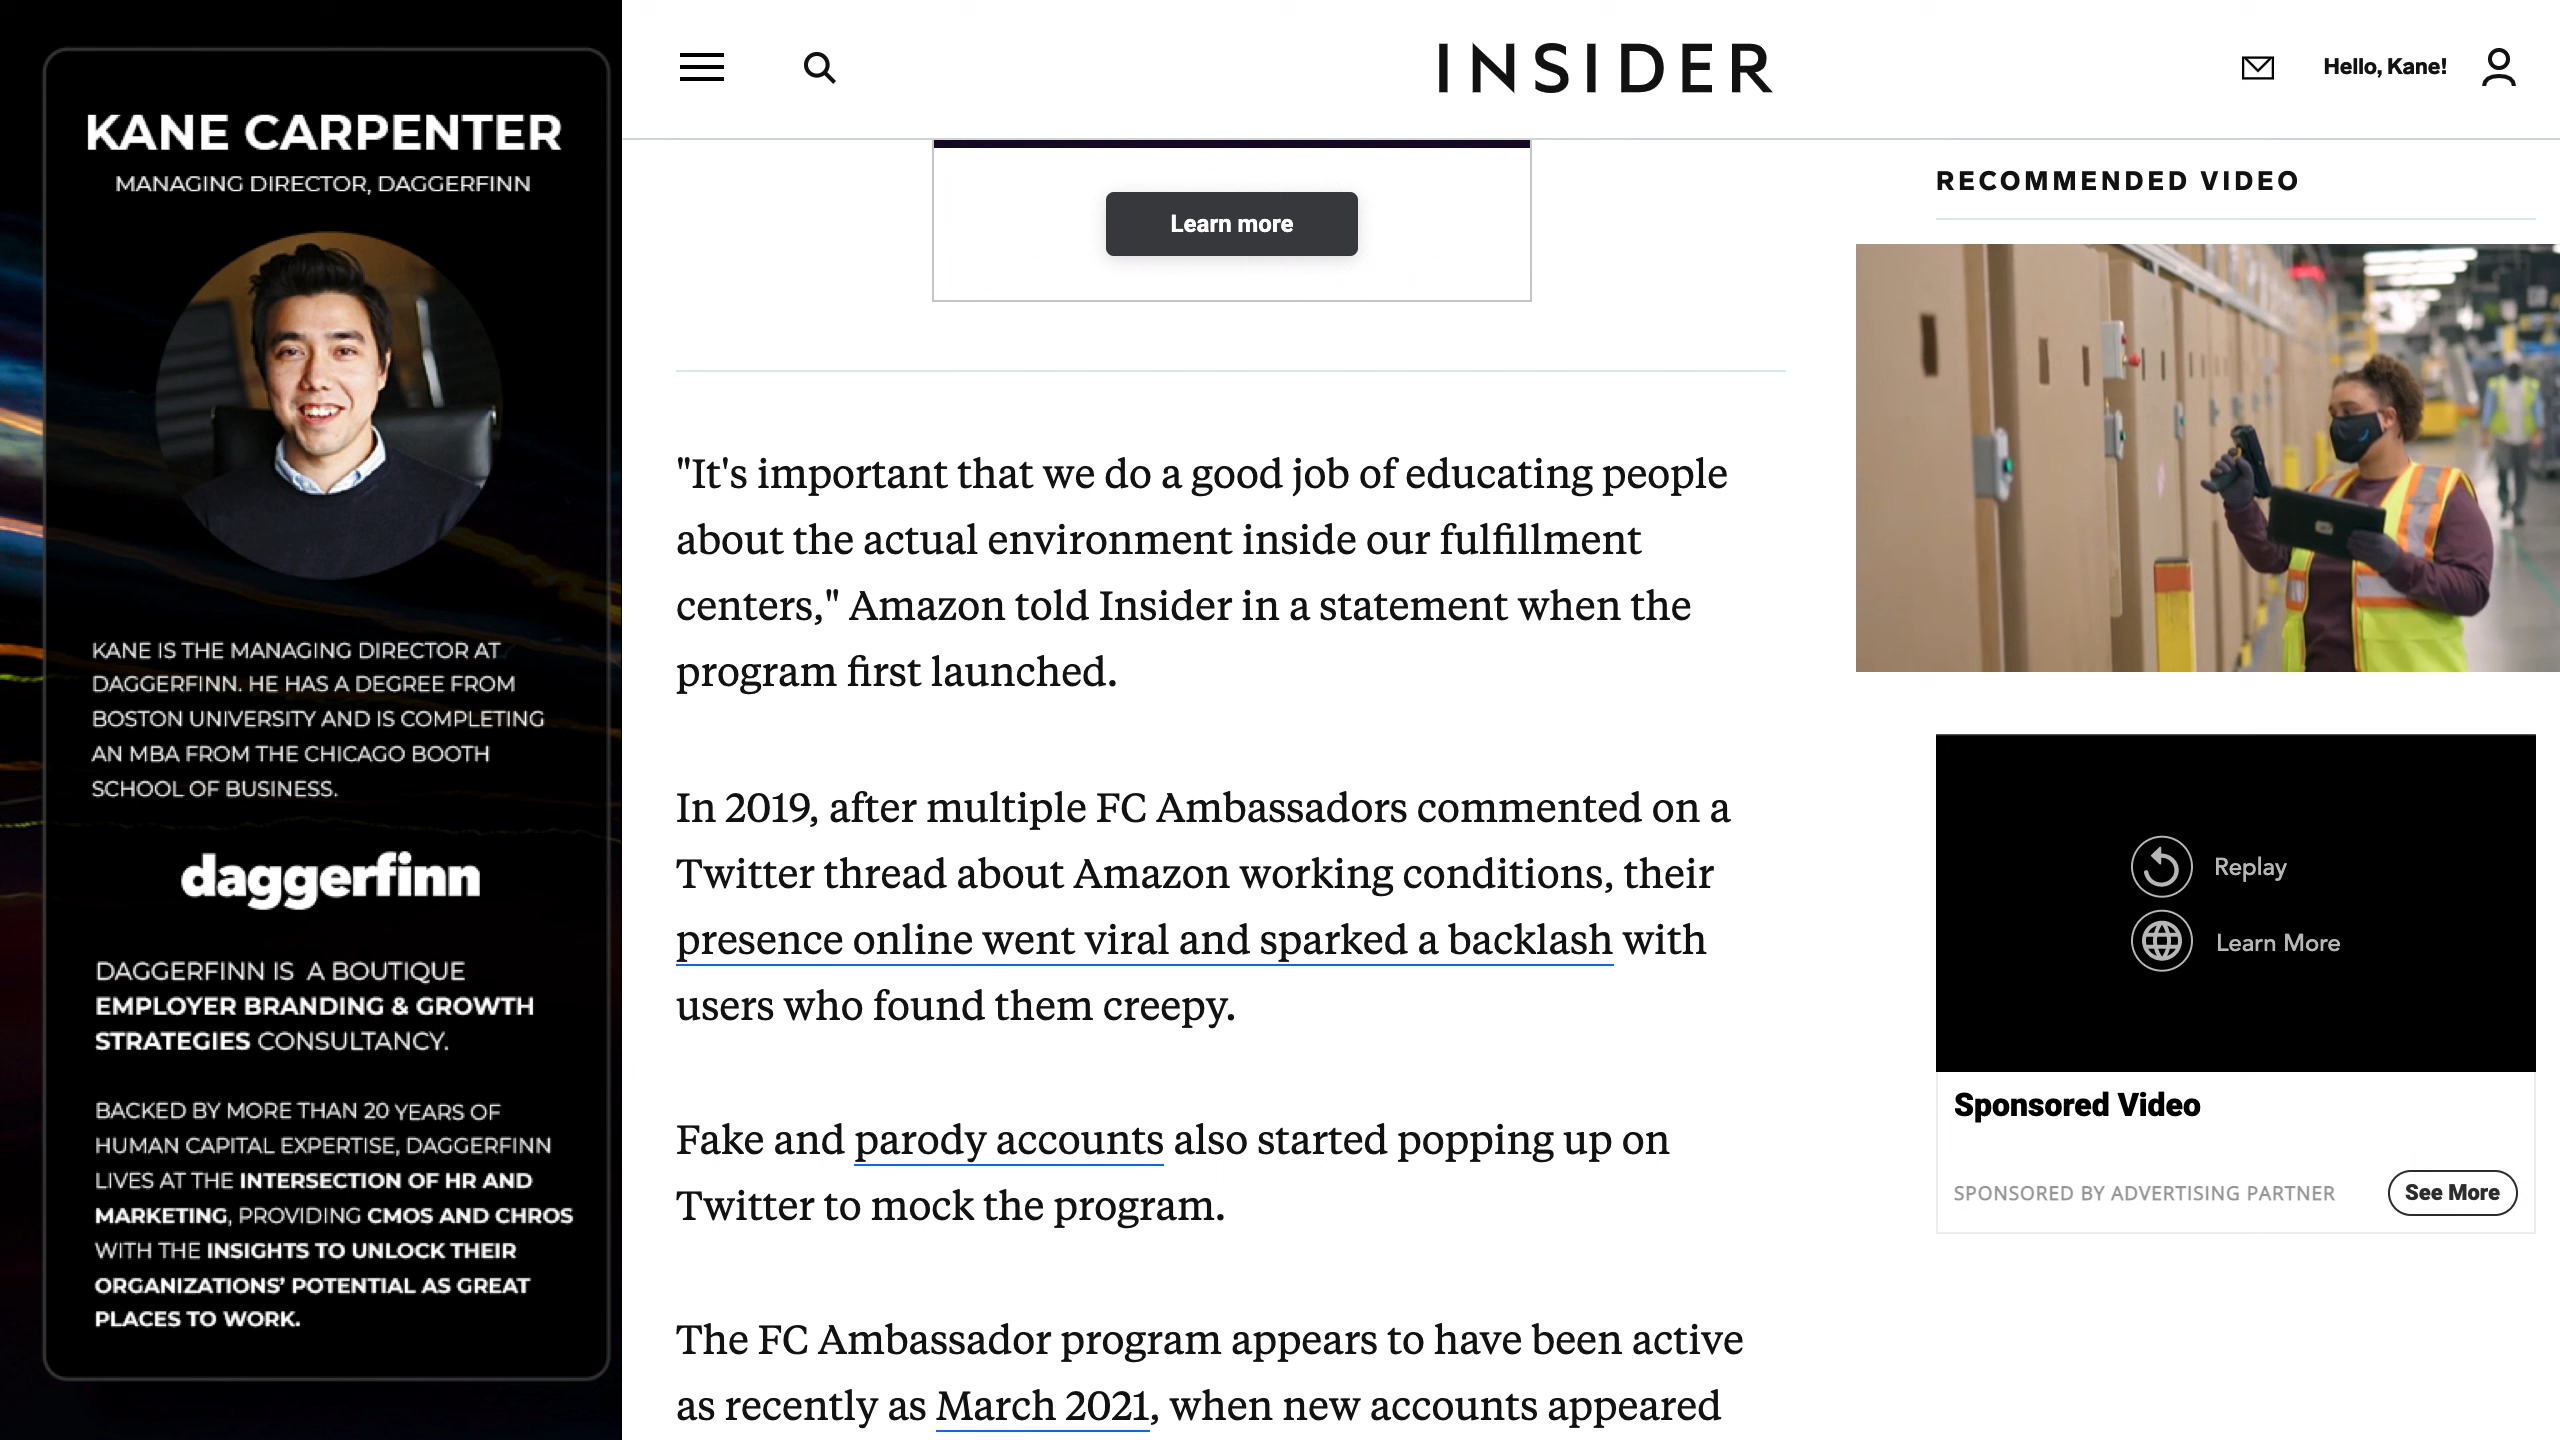 KANE CARPENTER
MANAGING DIRECTOR, DAGGERFINN
KANE IS THE MANAGING DIRECTOR AT
DAGGERFINN. HE HAS A DEGREE FROM
BOSTON UNIVERSITY AND IS COMPLETING
AN MBA FROM THE CHICAGO BOOTH
SCHOOL OF BUSINESS.
daggerfinn
DAGGERFINN IS A BOUTIQUE
EMPLOYER BRANDING & GROWTH
STRATEGIES CONSULTANCY.
BACKED BY MORE THAN 20 YEARS OF
HUMAN CAPITAL EXPERTISE, DAGGERFINN
LIVES AT THE INTERSECTION OF HR AND
MARKETING, PROVIDING CMOS AND CHROS
WITH THE INSIGHTS TO UNLOCK THEIR
ORGANIZATIONS' POTENTIAL AS GREAT
PLACES TO WORK.
INSIDER
Hello, Kane!
Learn more
"It's important that we do a good job of educating people
about the actual environment inside our fulfillment
centers," Amazon told Insider in a statement when the
program first launched.
In 2019, after multiple FC Ambassadors commented on a
Twitter thread about Amazon working conditions, their
presence online went viral and sparked a backlash with
users who found them creepy.
Fake and parody accounts also started popping up on
Twitter to mock the program.
The FC Ambassador program appears to have been active
as recently as March 2021, when new accounts appeared
RECOMMENDED VIDEO
Replay
Learn More
Sponsored Video
SPONSORED BY ADVERTISING PARTNER
See More